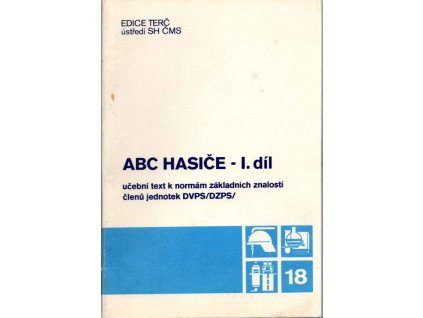 EDICE TERČ
ústředí SH ČMS
ABC HASIČE - I. díl
učební text k normám základních znalostí
členů jednotek DVPS/DZPS/
18